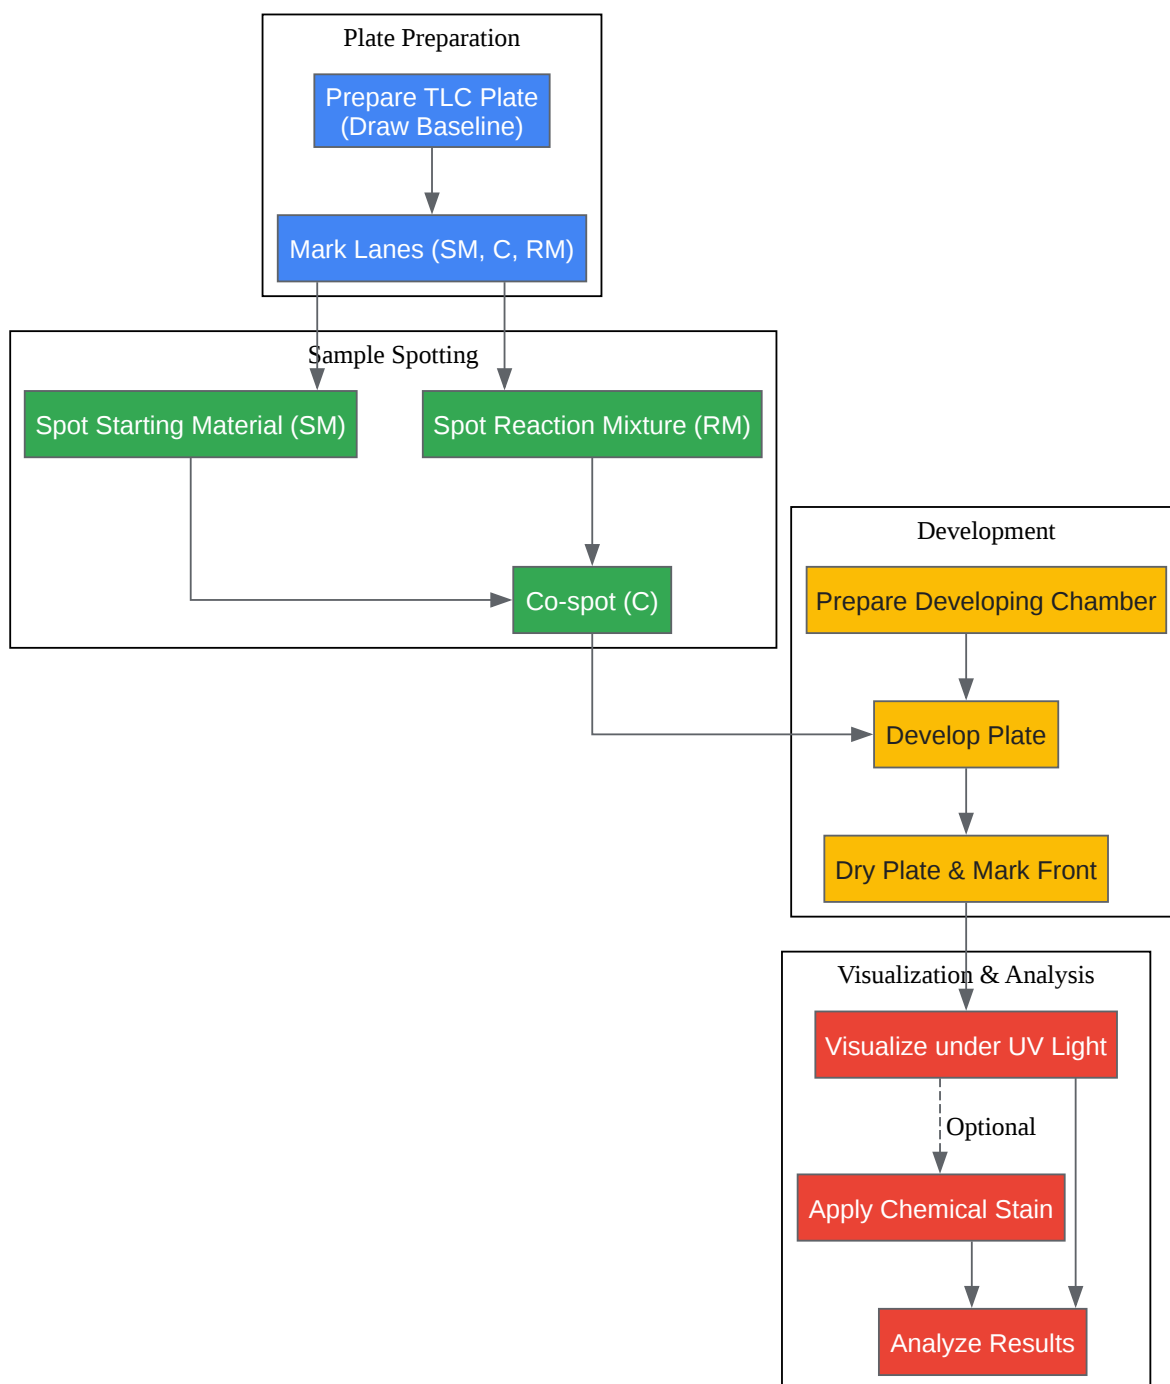 Plate Preparation
Prepare TLC Plate
(Draw Baseline)
Mark Lanes (SM, C, RM)
Sample Spotting
Spot Starting Material (SM)
Spot Reaction Mixture (RM)
Co-spot (C)
Development
Prepare Developing Chamber
Develop Plate
Dry Plate & Mark Front
Visualization & Analysis
Visualize under UV Light
Optional
Apply Chemical Stain
Analyze Results